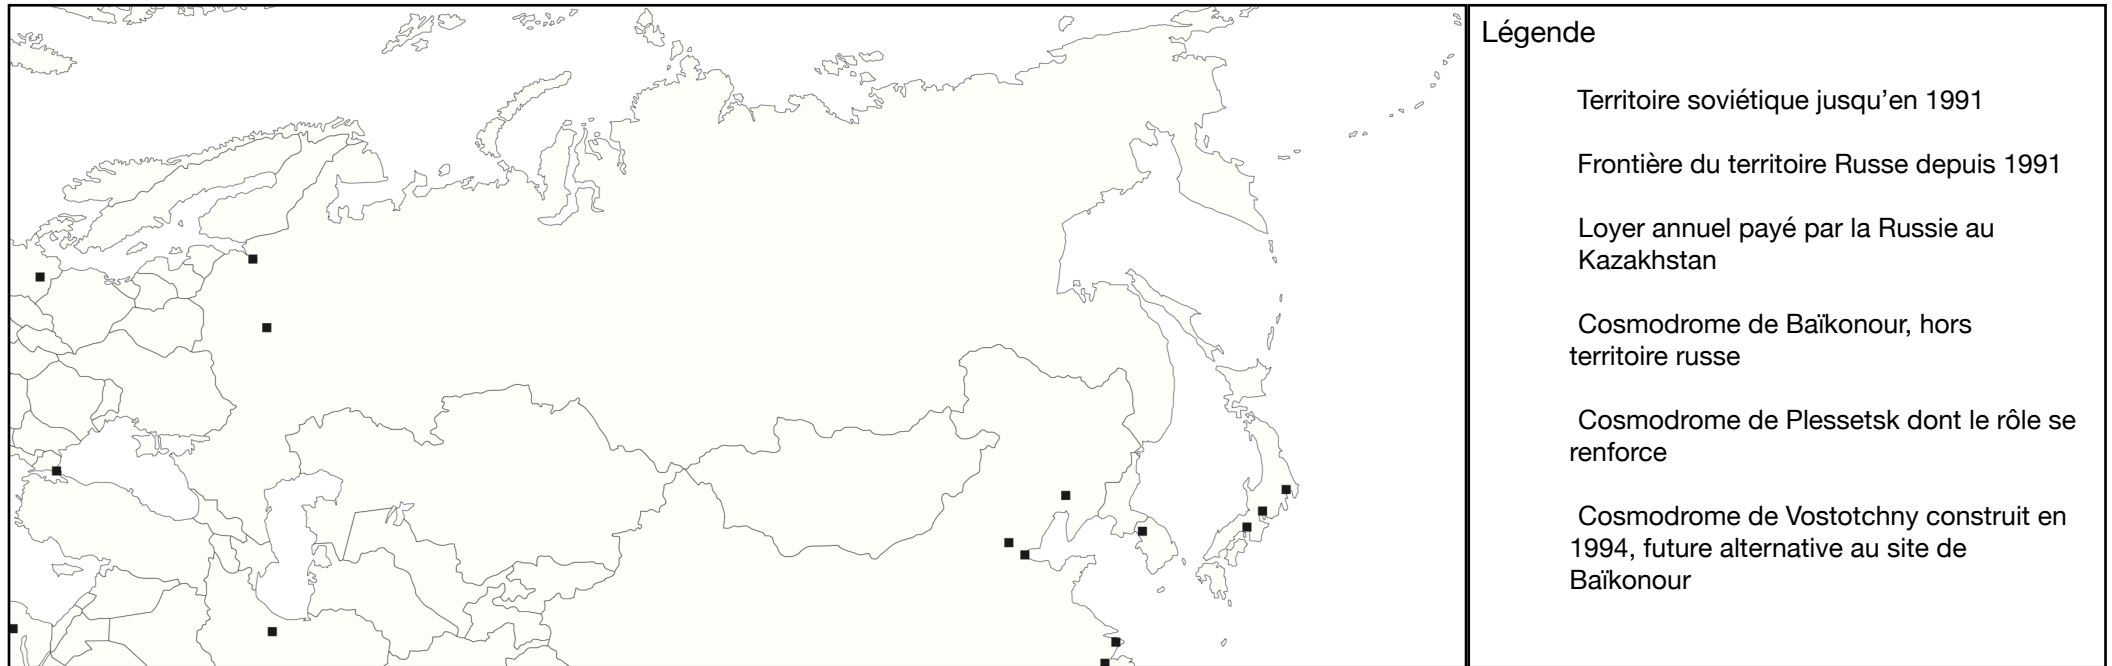 Légende
Territoire soviétique jusqu’en 1991
Frontière du territoire Russe depuis 1991
Loyer annuel payé par la Russie au
Kazakhstan
Cosmodrome de Baïkonour, hors
territoire russe
Cosmodrome de Plessetsk dont le rôle se
renforce
Cosmodrome de Vostotchny construit en
1994, future alternative au site de
Baïkonour